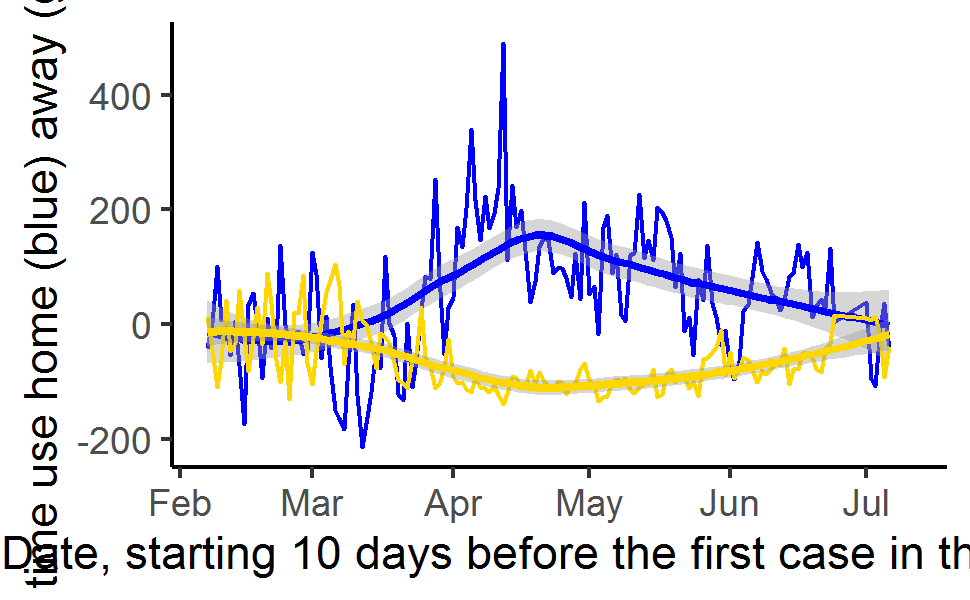 time use home (blue) away (
400
200
0
-200
Feb Mar Apr May Jun Jul
Date, starting 10 days before the first case in th